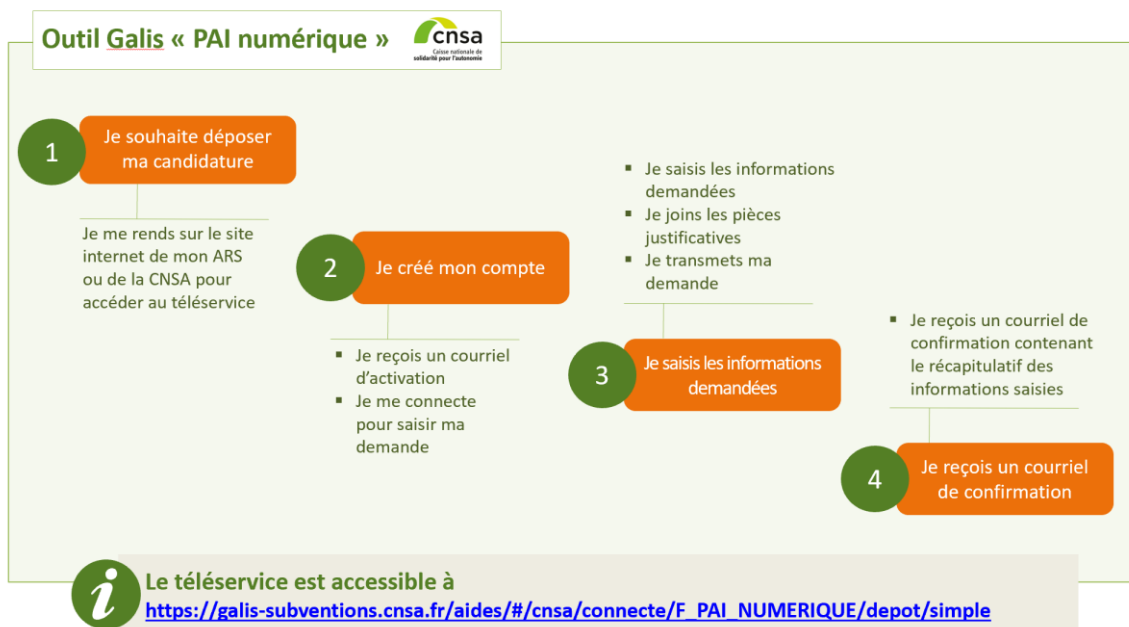 Outil Galis « PAI numérique »
cnsa
Caisse nationale de
solidarité pour l'autonomie
1
Je souhaite déposer
ma candidature
Je me rends sur le site
internet de mon ARS
ou de la CNSA pour
accéder au téléservice
2
Je créé mon compte
▪ Je reçois un courriel
d'activation
▪ Je me connecte
pour saisir ma
demande
▪ Je saisis les informations
demandées
▪ Je joins les pièces
justificatives
▪ Je transmets ma
demande
3
Je saisis les informations
demandées
▪ Je reçois un courriel de
confirmation contenant
le récapitulatif des
informations saisies
4
Je reçois un courriel
de confirmation
i
Le téléservice est accessible à
https://galis-subventions.cnsa.fr/aides/#/cnsa/connecte/F_PAI_NUMERIQUE/depot/simple